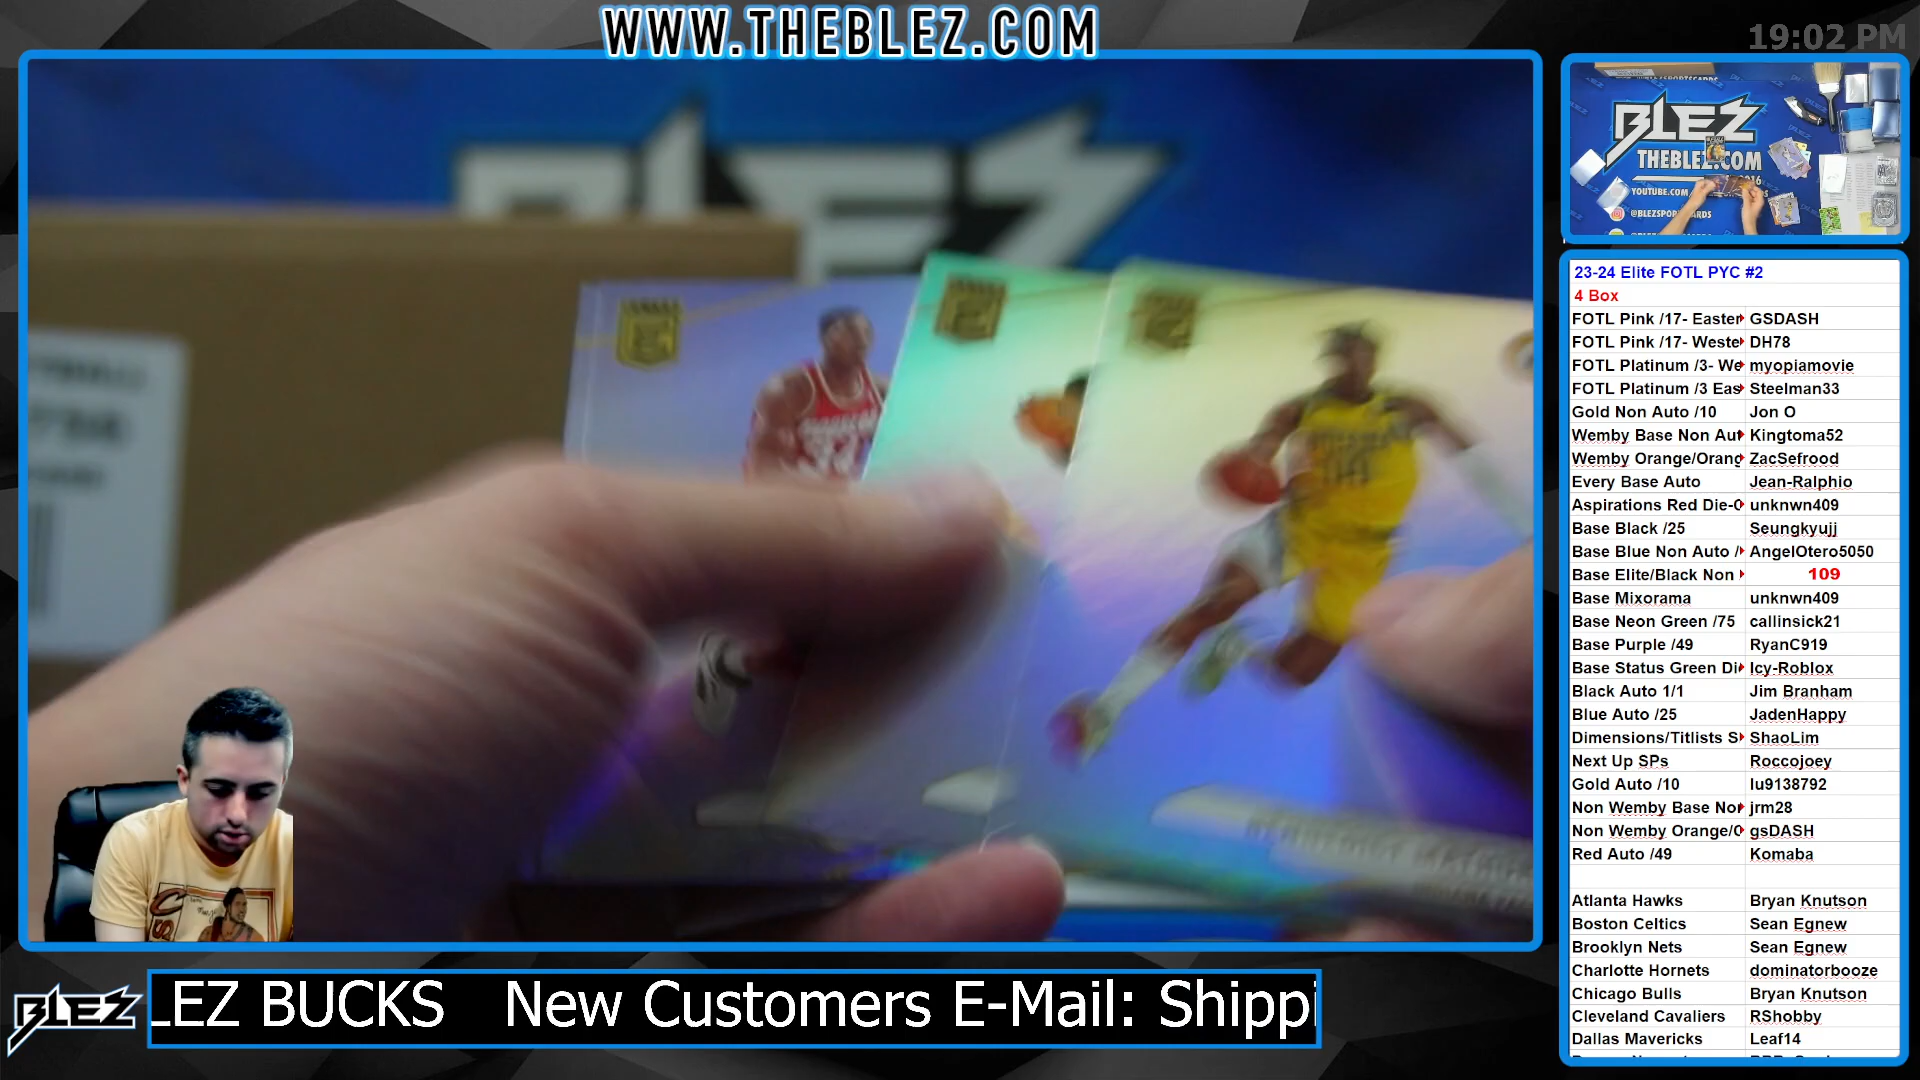 WWW.THEBLEZ.COM
19:02 PM
BLEZ
BLEZ
THEBLEZ.COM
YOUTUBE.COM
@BLEZSPORTSCARDS
23-24 Elite FOTL PYC #2
4 Box
FOTL Pink /17- Easter GSDASH
FOTL Pink /17- Weste DH78
FOTL Platinum /3- We myopiamovie
FOTL Platinum /3 Eas Steelman33
Gold Non Auto /10 Jon O
Wemby Base Non Aut Kingtoma52
Wemby Orange/Orang ZacSefrood
Every Base Auto Jean-Ralphio
Aspirations Red Die-C unknwn409
Base Black /25 Seungkyujj
Base Blue Non Auto / AngelOtero5050
Base Elite/Black Non 109
Base Mixorama unknwn409
Base Neon Green /75 callinsick21
Base Purple /49 RyanC919
Base Status Green Di Icy-Roblox
Black Auto 1/1 Jim Branham
Blue Auto /25 JadenHappy
Dimensions/Titlists S ShaoLim
Next Up SPs Roccojoey
Gold Auto /10 lu9138792
Non Wemby Base Non jrm28
Non Wemby Orange/O gsDASH
Red Auto /49 Komaba
Atlanta Hawks Bryan Knutson
Boston Celtics Sean Egnew
Brooklyn Nets Sean Egnew
Charlotte Hornets dominatorbooze
Chicago Bulls Bryan Knutson
Cleveland Cavaliers RShobby
Dallas Mavericks Leaf14
BLEZ
LEZ BUCKS New Customers E-Mail: Shippi